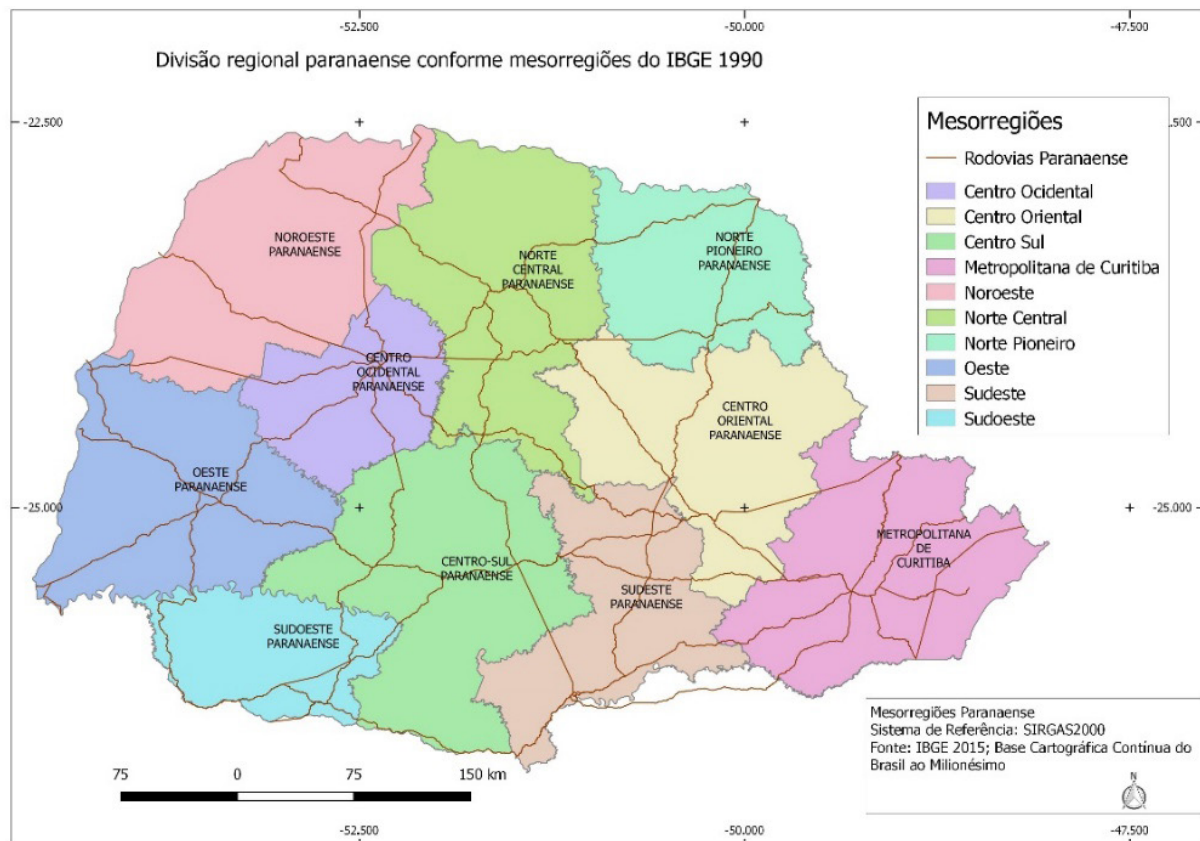 -52.500
-50.000
-47.500
Divisão regional paranaense conforme mesorregiões do IBGE 1990
-22.500
.500
Mesorregiões
Rodovias Paranaense
Centro Ocidental
Centro Oriental
Centro Sul
Metropolitana de Curitiba
Noroeste
Norte Central
Norte Pioneiro
Oeste
Sudeste
Sudoeste
NOROESTE
PARANAENSE
NORTE
CENTRAL
PARANAENSE
NORTE
PIONEIRO
PARANAENSE
CENTRO
OCIDENTAL
PARANAENSE
CENTRO
ORIENTAL
PARANAENSE
OESTE
PARANAENSE
-25.000
-25.000
METROPOLITANA
DE
CURITIBA
CENTRO-SUL
PARANAENSE
SUDESTE
PARANAENSE
SUDOESTE
PARANAENSE
Mesorregiões Paranaense
Sistema de Referência: SIRGAS2000
Fonte: IBGE 2015; Base Cartográfica Contínua do
Brasil ao Milionésimo
N
75 0 75 150 km
-52.500
-50.000
-47.500